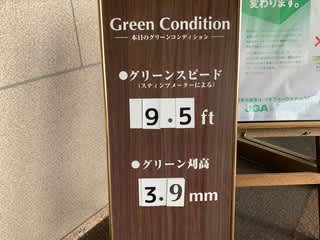 Green Condition
本日のグリーンコンディション
●グリーンスピード
(スティンプメーターによる)
9.5 ft
●グリーン刈高
3.9 mm
変わります。
JGA